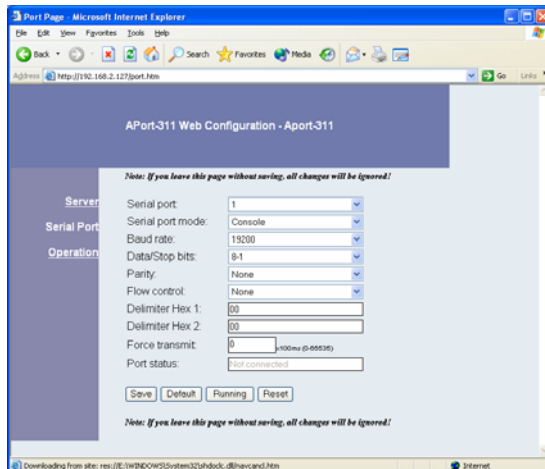 Port Page - Microsoft Internet Explorer
File Edit View Favorites Tools Help
Back Search Favorites Media
Address http://192.168.2.127/port.htm Go Links
APort-311 Web Configuration - Aport-311
Note: If you leave this page without saving, all changes will be ignored!
Server
Serial Port
Operation
Serial port: 1
Serial port mode: Console
Baud rate: 19200
Data/Stop bits: 8-1
Parity: None
Flow control: None
Delimiter Hex 1: 00
Delimiter Hex 2: 00
Force transmit: 0 x100ms (0-65535)
Port status: Not connected
Save Default Running Reset
Note: If you leave this page without saving, all changes will be ignored!
Downloading from site: res://E:\WINDOWS\System32\shdoclc.dll/navcancl.htm Internet